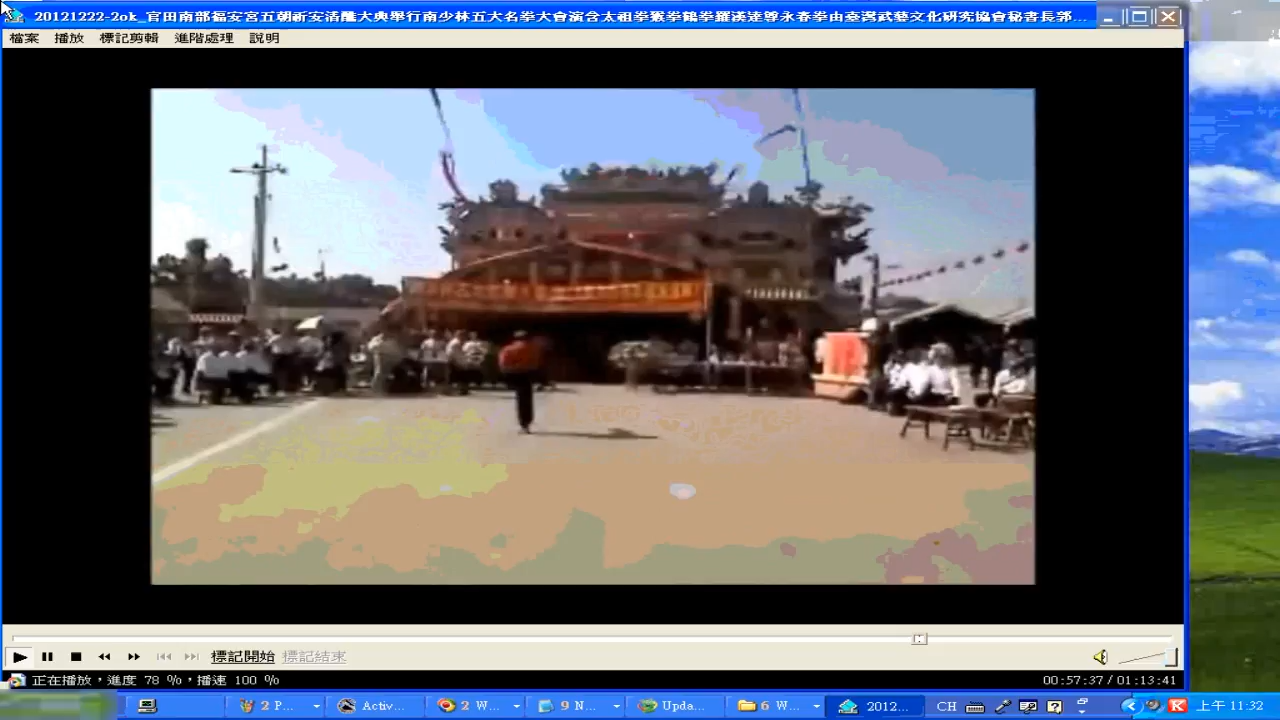 20121222-2ok_官田南部福安宮五朝祈安清醮大典舉行南少林五大名拳大會演含太祖拳猴拳鶴拳羅漢達尊永春拳由臺灣武藝文化研究協會秘書長郭...
檔案 播放 標記剪輯 進階處理 說明
標記開始 標記結束
正在播放，進度 78 %，播速 100 % 00:57:37 / 01:13:41
2 P... Activ... 2 W... 9 N... Upda... 6 W... 2012... CH 上午 11:32